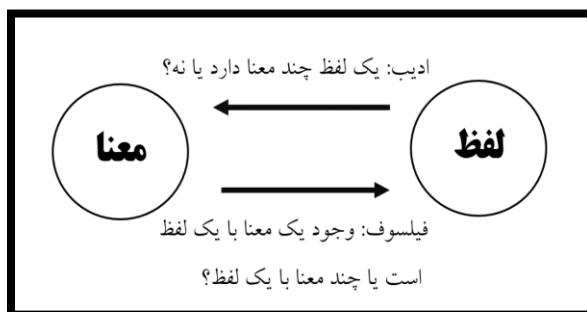 ادیب: یک لفظ چند معنا دارد یا نه؟
لفظ
معنا
فیلسوف: وجود یک معنا با یک لفظ
است یا چند معنا با یک لفظ؟